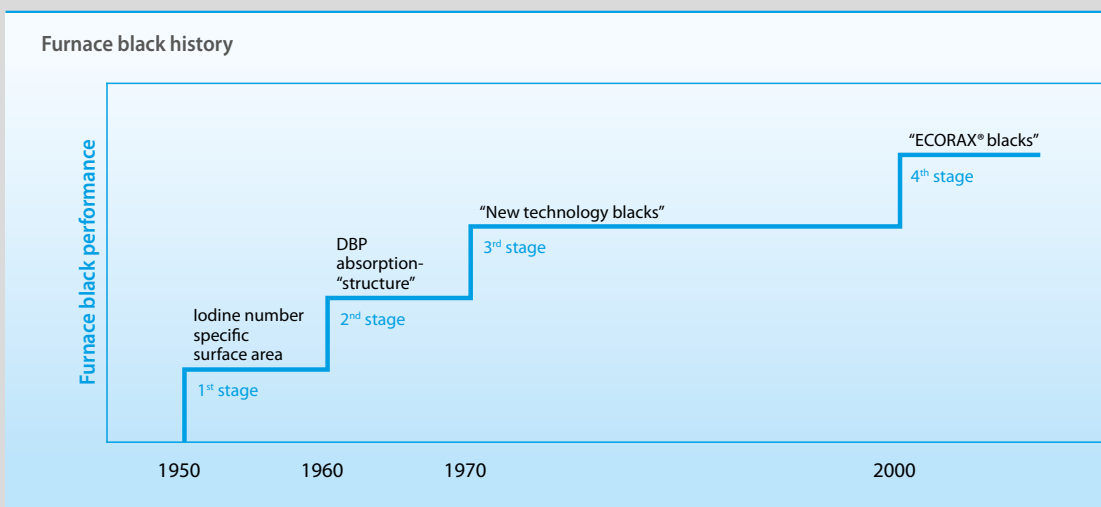 Furnace black history
Furnace black performance
“ECORAX® blacks”
4th stage
“New technology blacks”
3rd stage
DBP
absorption-
“structure”
2nd stage
Iodine number
specific
surface area
1st stage
1950
1960
1970
2000